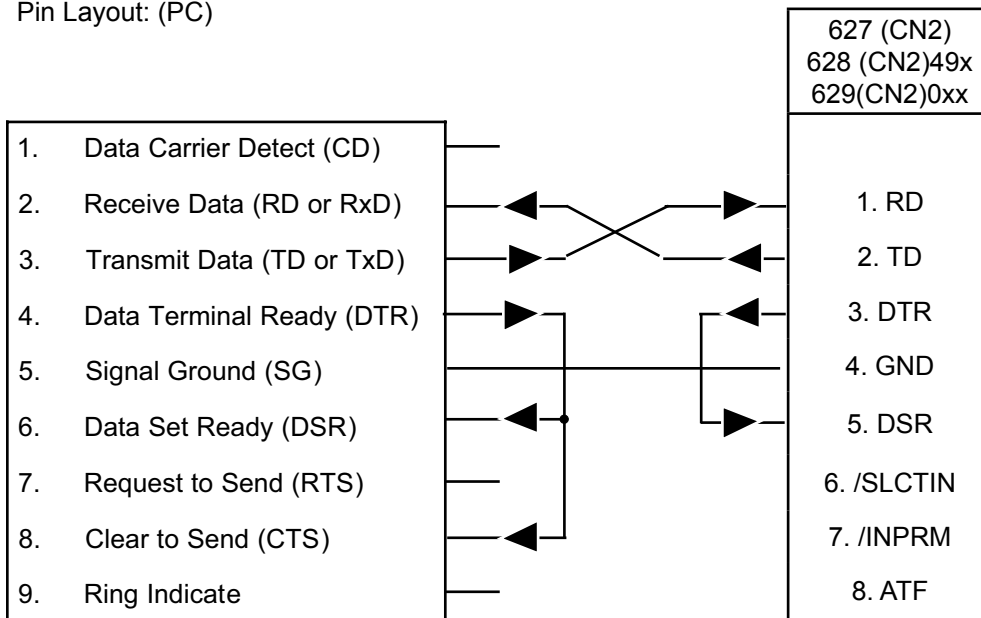 Pin Layout: (PC)
627 (CN2)
628 (CN2)49x
629(CN2)0xx
1. Data Carrier Detect (CD)
2. Receive Data (RD or RxD)
3. Transmit Data (TD or TxD)
4. Data Terminal Ready (DTR)
5. Signal Ground (SG)
6. Data Set Ready (DSR)
7. Request to Send (RTS)
8. Clear to Send (CTS)
9. Ring Indicate
1. RD
2. TD
3. DTR
4. GND
5. DSR
6. /SLCTIN
7. /INPRM
8. ATF